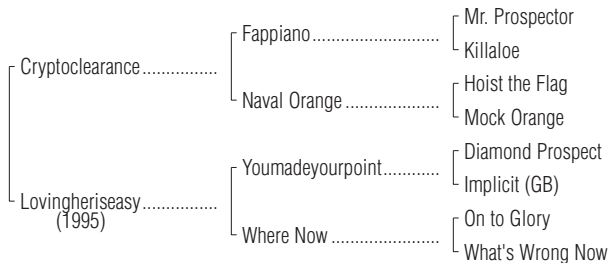 Mr. Prospector
Fappiano
Killaloe
Cryptoclearance
Hoist the Flag
Naval Orange
Mock Orange
Diamond Prospect
Youmadeyourpoint
Implicit (GB)
Lovingheriseasy
(1995)
On to Glory
Where Now
What's Wrong Now